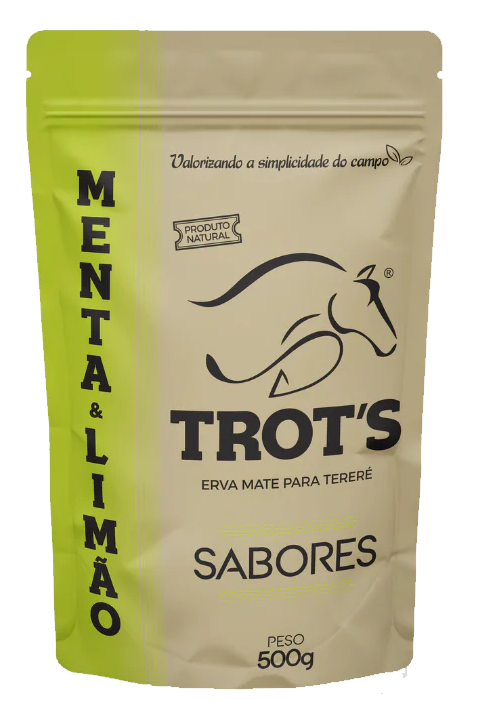 Valorizando a simplicidade do campo
PRODUTO
NATURAL
®
TROT'S
ERVA MATE PARA TERERÉ
SABORES
PESO
500g
MENTA & LIMÃO